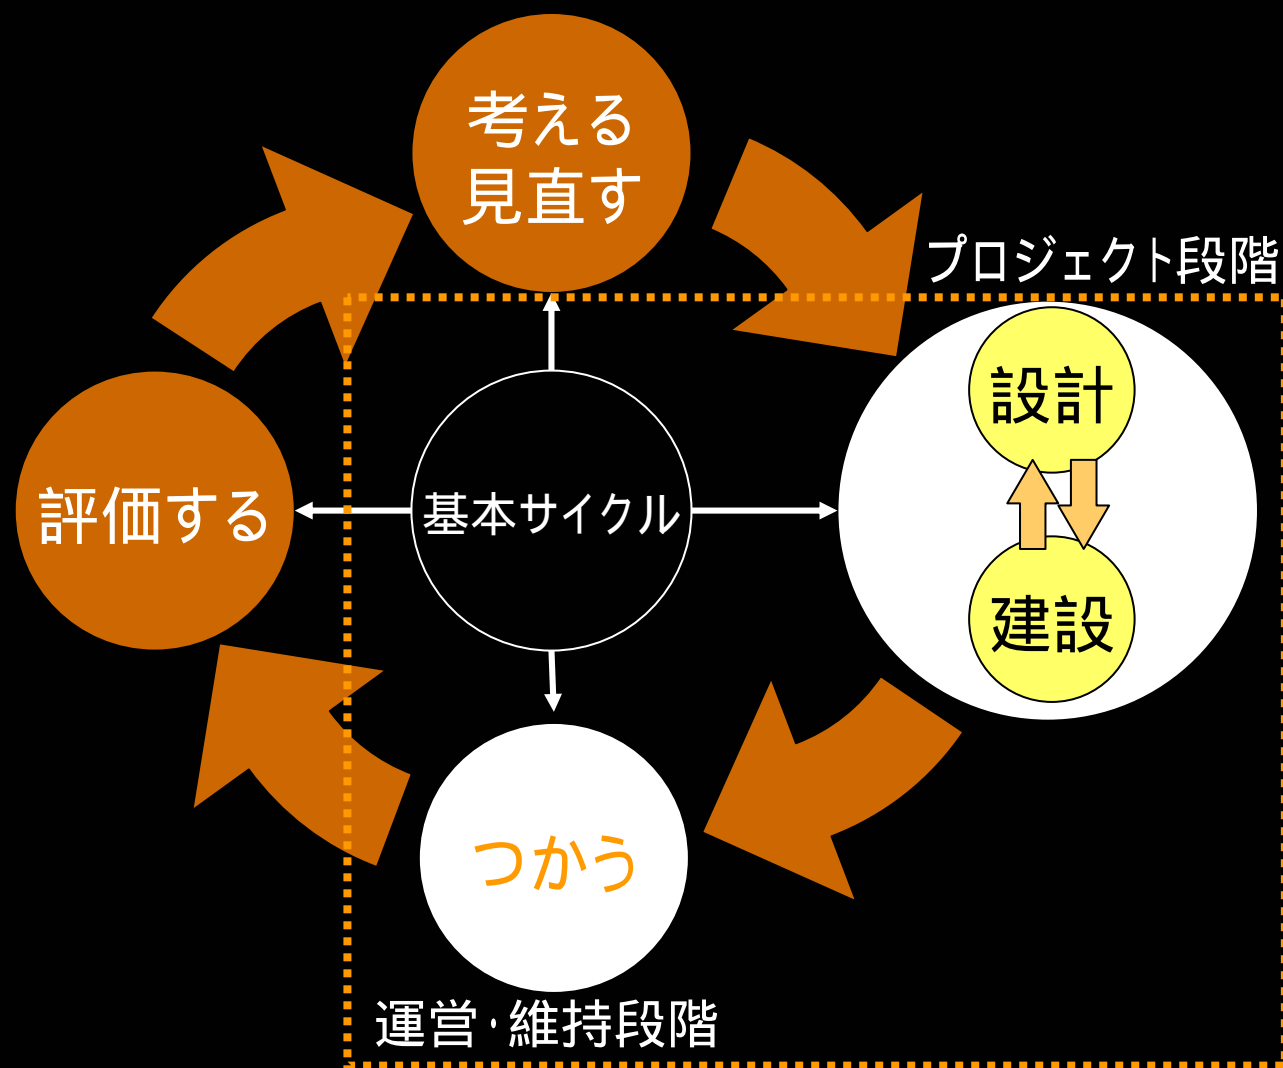 考える
見直す
プロジェクト段階
設計
評価する
基本サイクル
建設
つかう
運営・維持段階